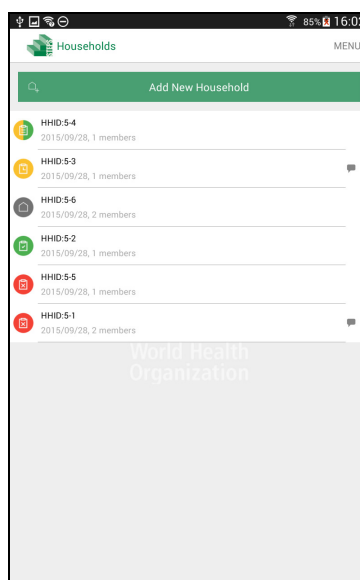 85% 16:02
Households
MENU
Add New Household
HHID:5-4
2015/09/28, 1 members
HHID:5-3
2015/09/28, 1 members
HHID:5-6
2015/09/28, 2 members
HHID:5-2
2015/09/28, 1 members
HHID:5-5
2015/09/28, 1 members
HHID:5-1
2015/09/28, 2 members
World Health
Organization